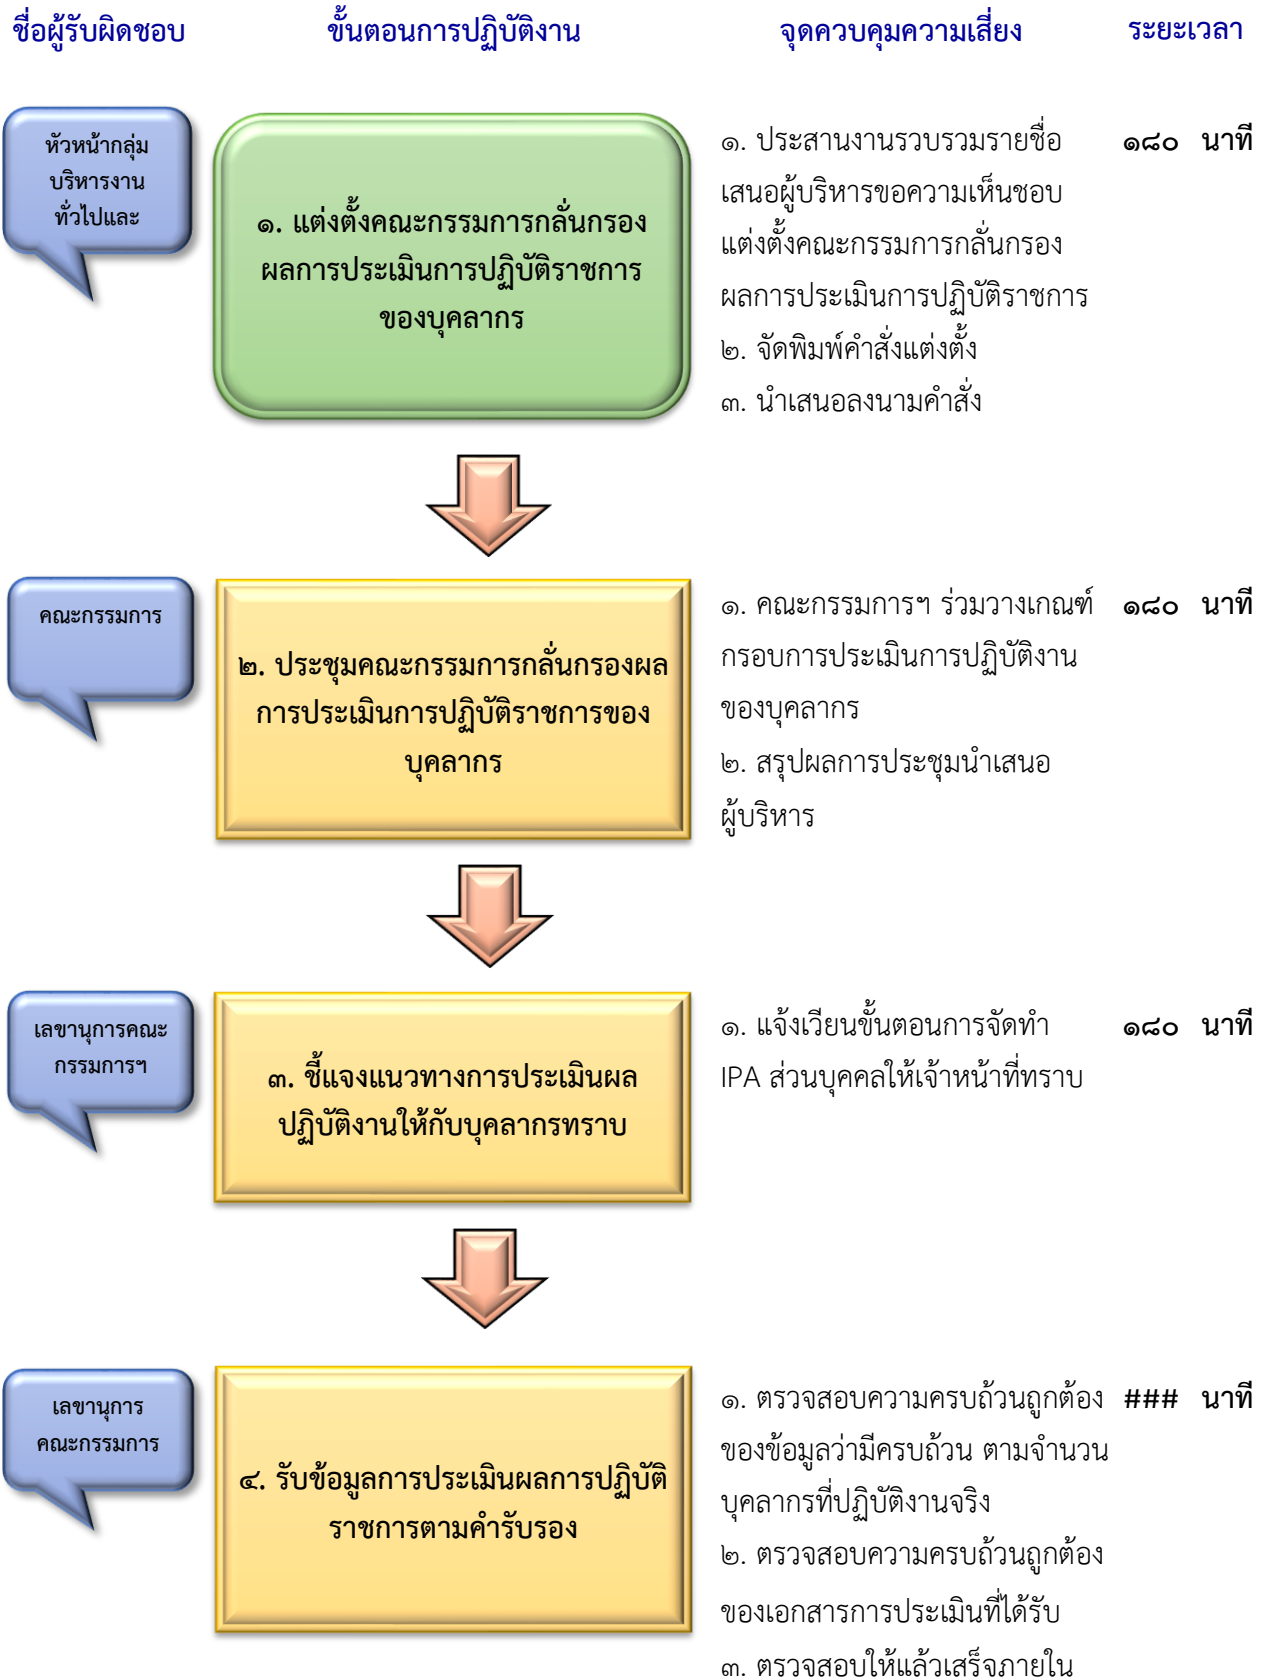 ชื่อผู้รับผิดชอบ ขั้นตอนการปฏิบัติงาน จุดควบคุมความเสี่ยง ระยะเวลา
หัวหน้ากลุ่ม
บริหารงาน
ทั่วไปและ
๑. แต่งตั้งคณะกรรมการกลั่นกรอง
ผลการประเมินการปฏิบัติราชการ
ของบุคลากร
๑. ประสานงานรวบรวมรายชื่อ
เสนอผู้บริหารขอความเห็นชอบ
แต่งตั้งคณะกรรมการกลั่นกรอง
ผลการประเมินการปฏิบัติราชการ
๒. จัดพิมพ์คำสั่งแต่งตั้ง
๓. นำเสนอลงนามคำสั่ง
๑๘๐ นาที
คณะกรรมการ
๒. ประชุมคณะกรรมการกลั่นกรองผล
การประเมินการปฏิบัติราชการของ
บุคลากร
๑. คณะกรรมการฯ ร่วมวางเกณฑ์
กรอบการประเมินการปฏิบัติงาน
ของบุคลากร
๒. สรุปผลการประชุมนำเสนอ
ผู้บริหาร
๑๘๐ นาที
เลขานุการคณะ
กรรมการฯ
๓. ชี้แจงแนวทางการประเมินผล
ปฏิบัติงานให้กับบุคลากรทราบ
๑. แจ้งเวียนขั้นตอนการจัดทำ
IPA ส่วนบุคคลให้เจ้าหน้าที่ทราบ
๑๘๐ นาที
เลขานุการ
คณะกรรมการ
๔. รับข้อมูลการประเมินผลการปฏิบัติ
ราชการตามคำรับรอง
๑. ตรวจสอบความครบถ้วนถูกต้อง
ของข้อมูลว่ามีครบถ้วน ตามจำนวน
บุคลากรที่ปฏิบัติงานจริง
๒. ตรวจสอบความครบถ้วนถูกต้อง
ของเอกสารการประเมินที่ได้รับ
๓. ตรวจสอบให้แล้วเสร็จภายใน
### นาที